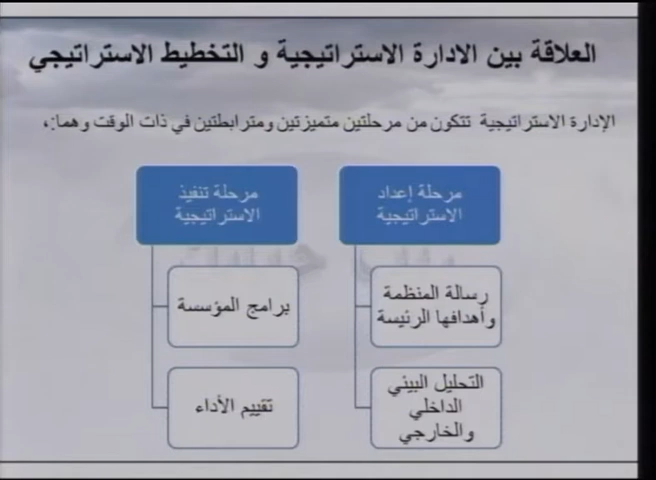 العلاقة بين الادارة الاستراتيجية و التخطيط الاستراتيجي
الإدارة الاستراتيجية تتكون من مرحلتين متميزتين ومترابطتين في ذات الوقت وهما:،
مرحلة إعداد
الاستراتيجية
رسالة المنظمة
وأهدافها الرئيسة
التحليل البيئي
الداخلي
والخارجي
مرحلة تنفيذ
الاستراتيجية
برامج المؤسسة
تقييم الأداء